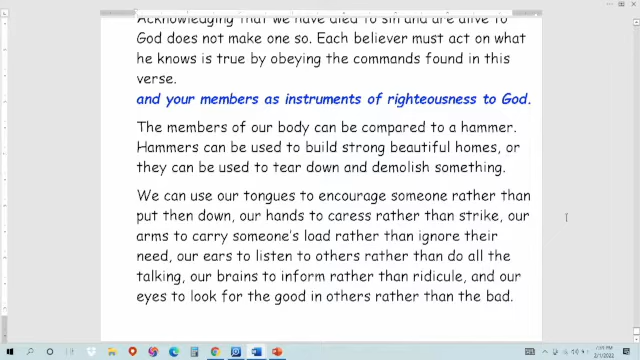 Acknowledging that we have died to sin and are alive to
God does not make one so. Each believer must act on what
he knows is true by obeying the commands found in this
verse.
and your members as instruments of righteousness to God.
The members of our body can be compared to a hammer.
Hammers can be used to build strong beautiful homes, or
they can be used to tear down and demolish something.
We can use our tongues to encourage someone rather than
put then down, our hands to caress rather than strike, our
arms to carry someone's load rather than ignore their
need, our ears to listen to others rather than do all the
talking, our brains to inform rather than ridicule, and our
eyes to look for the good in others rather than the bad.
7:39 PM
2/1/2022